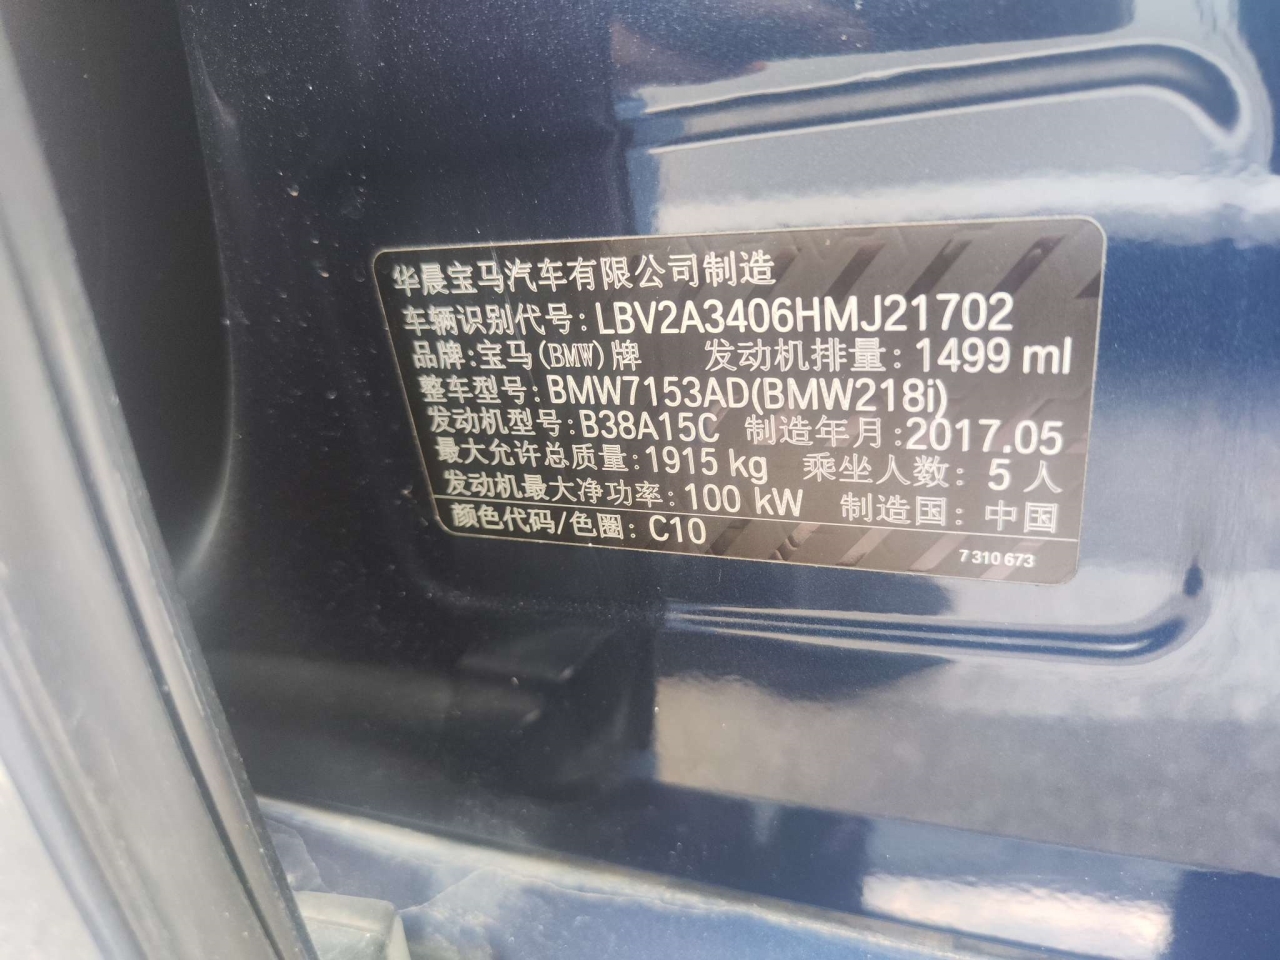 华晨宝马汽车有限公司制造
车辆识别代号: LBV2A3406HMJ21702
品牌: 宝马(BMW)牌 发动机排量: 1499 ml
整车型号: BMW7153AD(BMW218i)
发动机型号: B38A15C 制造年月: 2017.05
最大允许总质量: 1915 kg 乘坐人数: 5 人
发动机最大净功率: 100 kW 制造国: 中国
颜色代码/色圈: C10
7 310 673